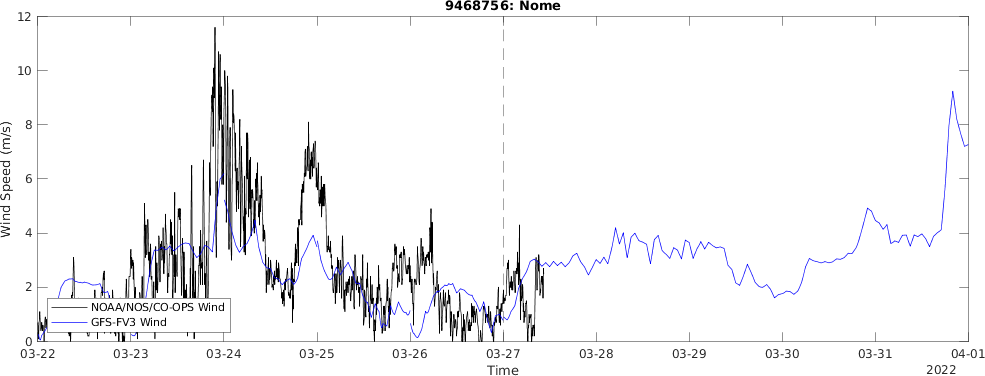 9468756: Nome
12
10
8
6
4
2
0
Wind Speed (m/s)
NOAA/NOS/CO-OPS Wind
GFS-FV3 Wind
03-22 03-23 03-24 03-25 03-26 03-27 03-28 03-29 03-30 03-31 04-01
Time
2022